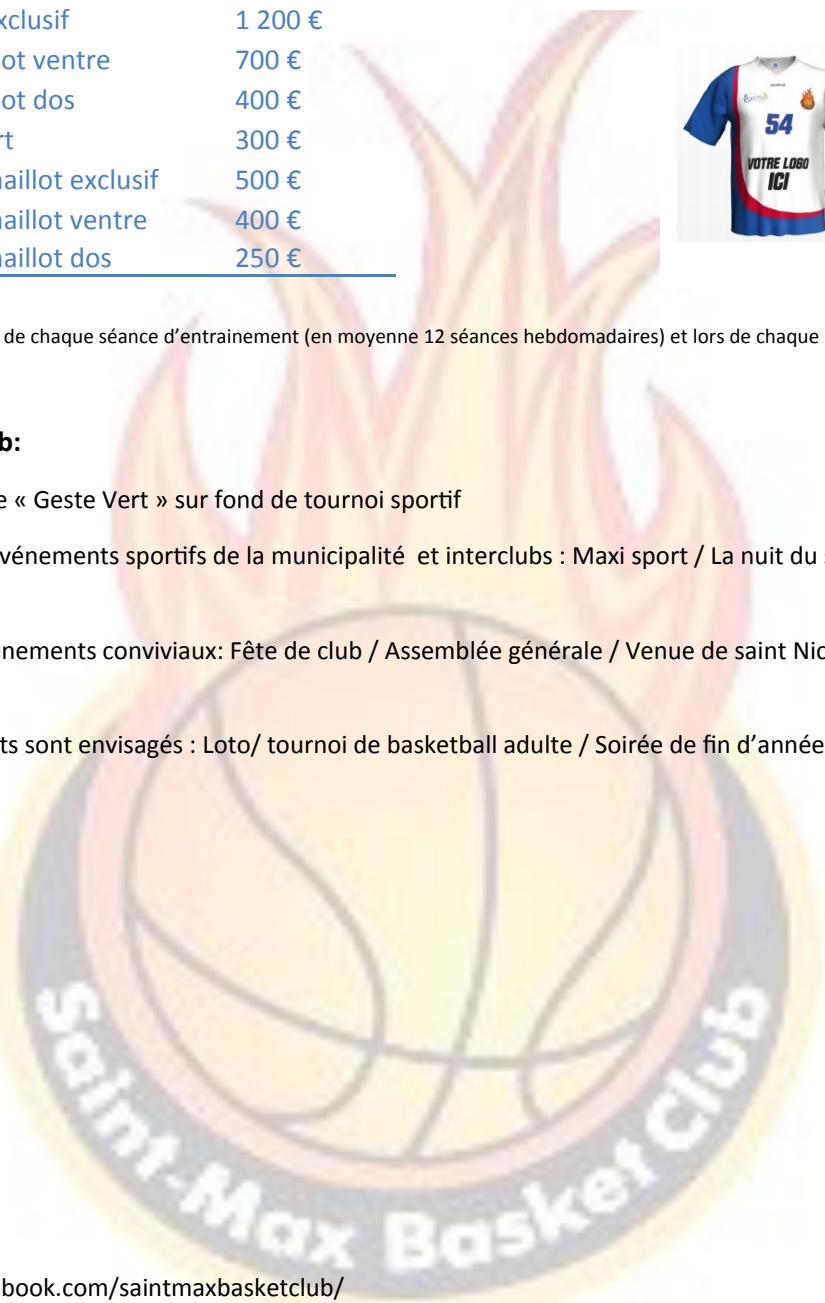 xclusif 1 200 €
ot ventre 700 €
ot dos 400 €
rt 300 €
naillot exclusif 500 €
naillot ventre 400 €
naillot dos 250 €
54
VOTRE LOGO
ICI
de chaque séance d’entrainement (en moyenne 12 séances hebdomadaires) et lors de chaque
b:
e « Geste Vert » sur fond de tournoi sportif
vénements sportifs de la municipalité et interclubs : Maxi sport / La nuit du s
énements conviviaux: Fête de club / Assemblée générale / Venue de saint Nic
ts sont envisagés : Loto/ tournoi de basketball adulte / Soirée de fin d’année
Saint-Max Basket Club
book.com/saintmaxbasketclub/